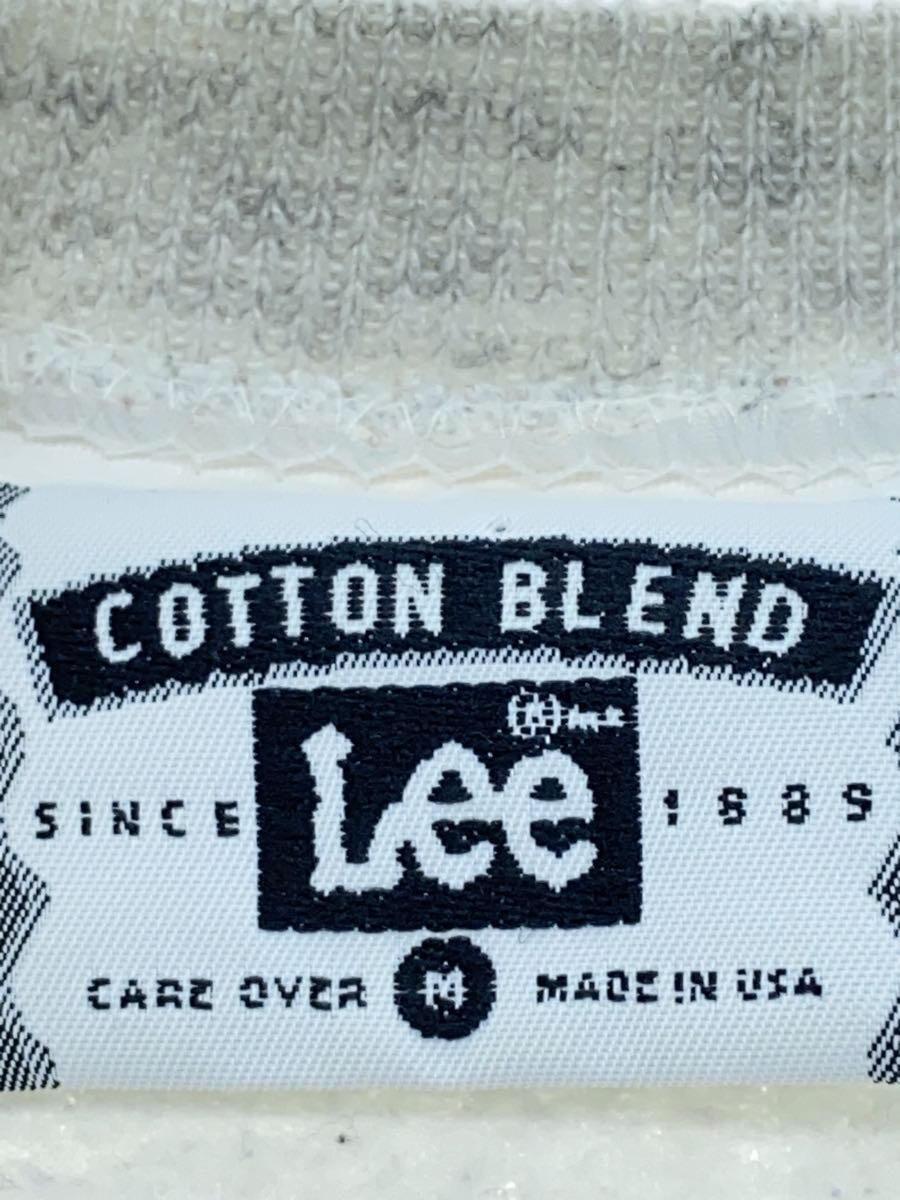 COTTON BLEND
Lee
SINCE 1889
CARE OVER M MADE IN USA